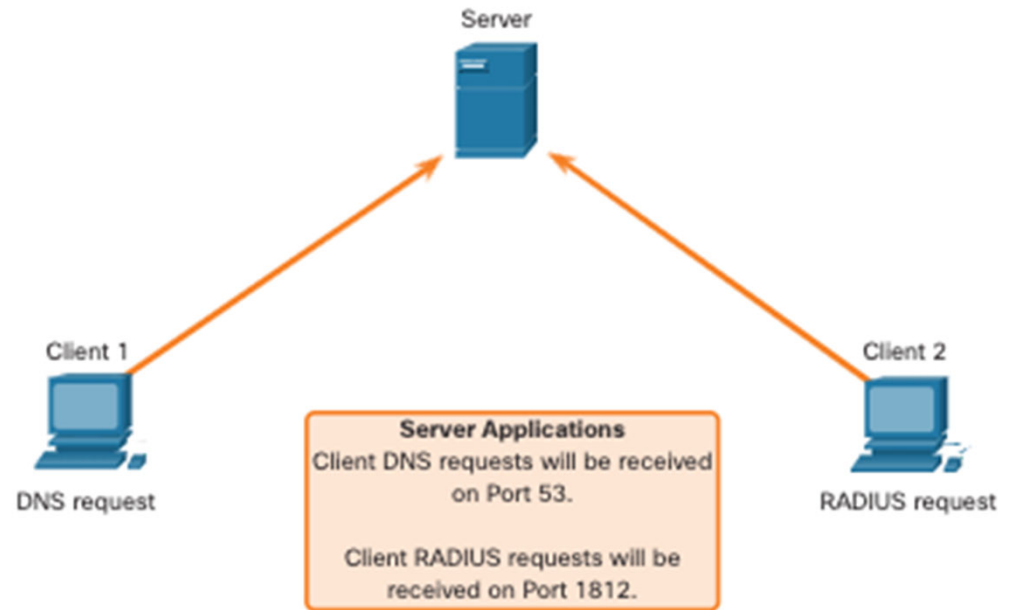 Server
Client 1
Client 2
DNS request
RADIUS request
Server Applications
Client DNS requests will be received
on Port 53.
Client RADIUS requests will be
received on Port 1812.